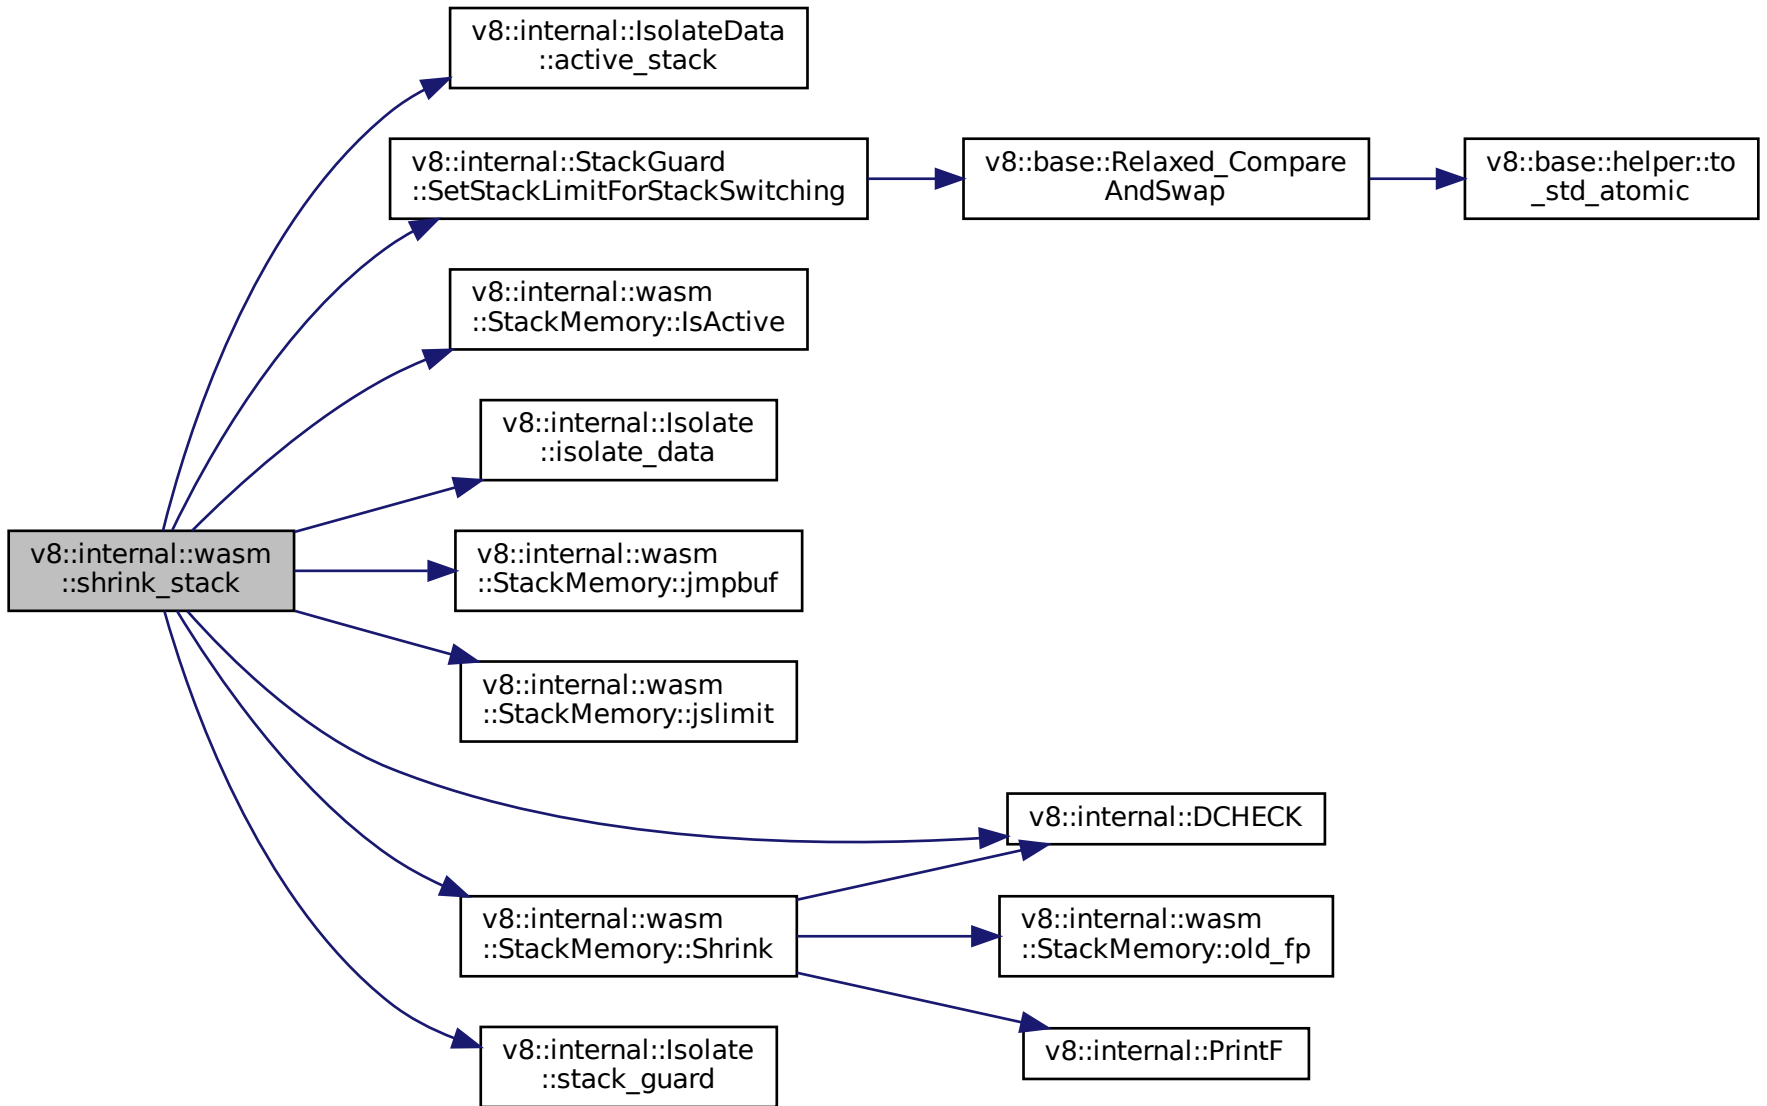 v8::internal::IsolateData
::active_stack
v8::internal::StackGuard
::SetStackLimitForStackSwitching
v8::base::Relaxed_Compare
AndSwap
v8::base::helper::to
_std_atomic
v8::internal::wasm
::StackMemory::IsActive
v8::internal::Isolate
::isolate_data
v8::internal::wasm
::shrink_stack
v8::internal::wasm
::StackMemory::jmpbuf
v8::internal::wasm
::StackMemory::jslimit
v8::internal::DCHECK
v8::internal::wasm
::StackMemory::Shrink
v8::internal::wasm
::StackMemory::old_fp
v8::internal::Isolate
::stack_guard
v8::internal::PrintF